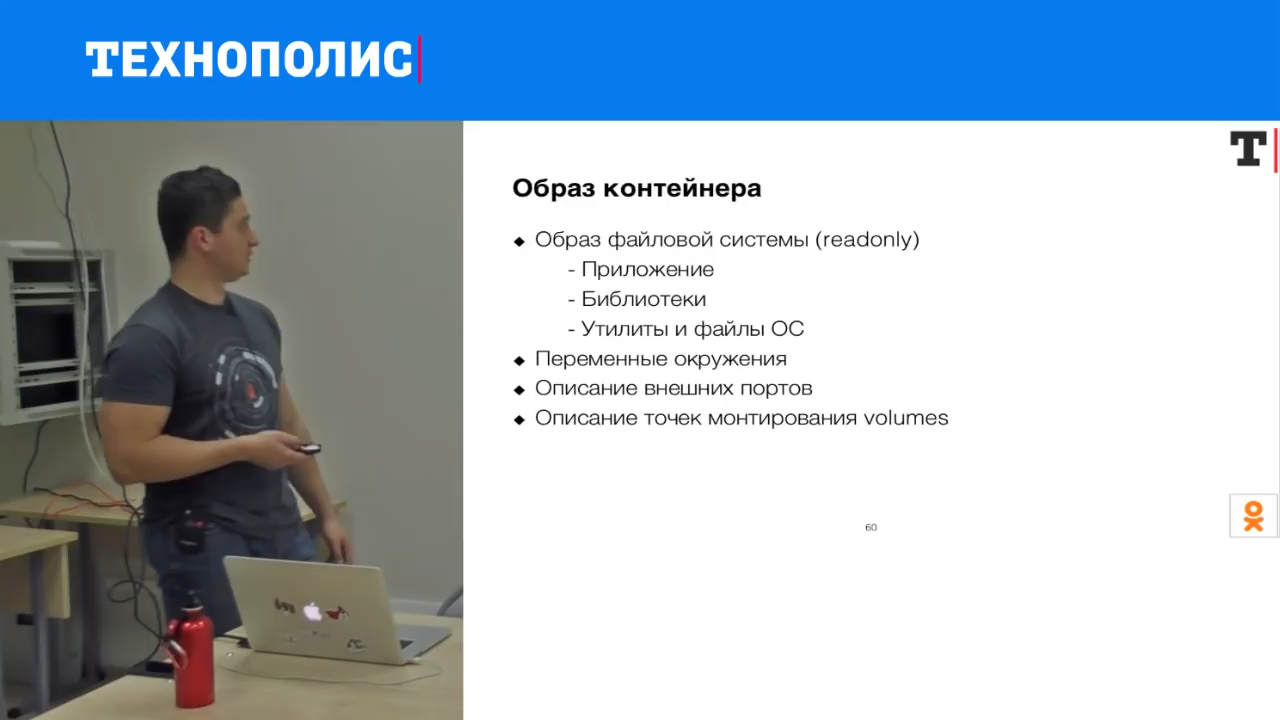 ТЕХНОПОЛИС
Т
Образ контейнера
Образ файловой системы (readonly)
- Приложение
- Библиотеки
- Утилиты и файлы ОС
Переменные окружения
Описание внешних портов
Описание точек монтирования volumes
60